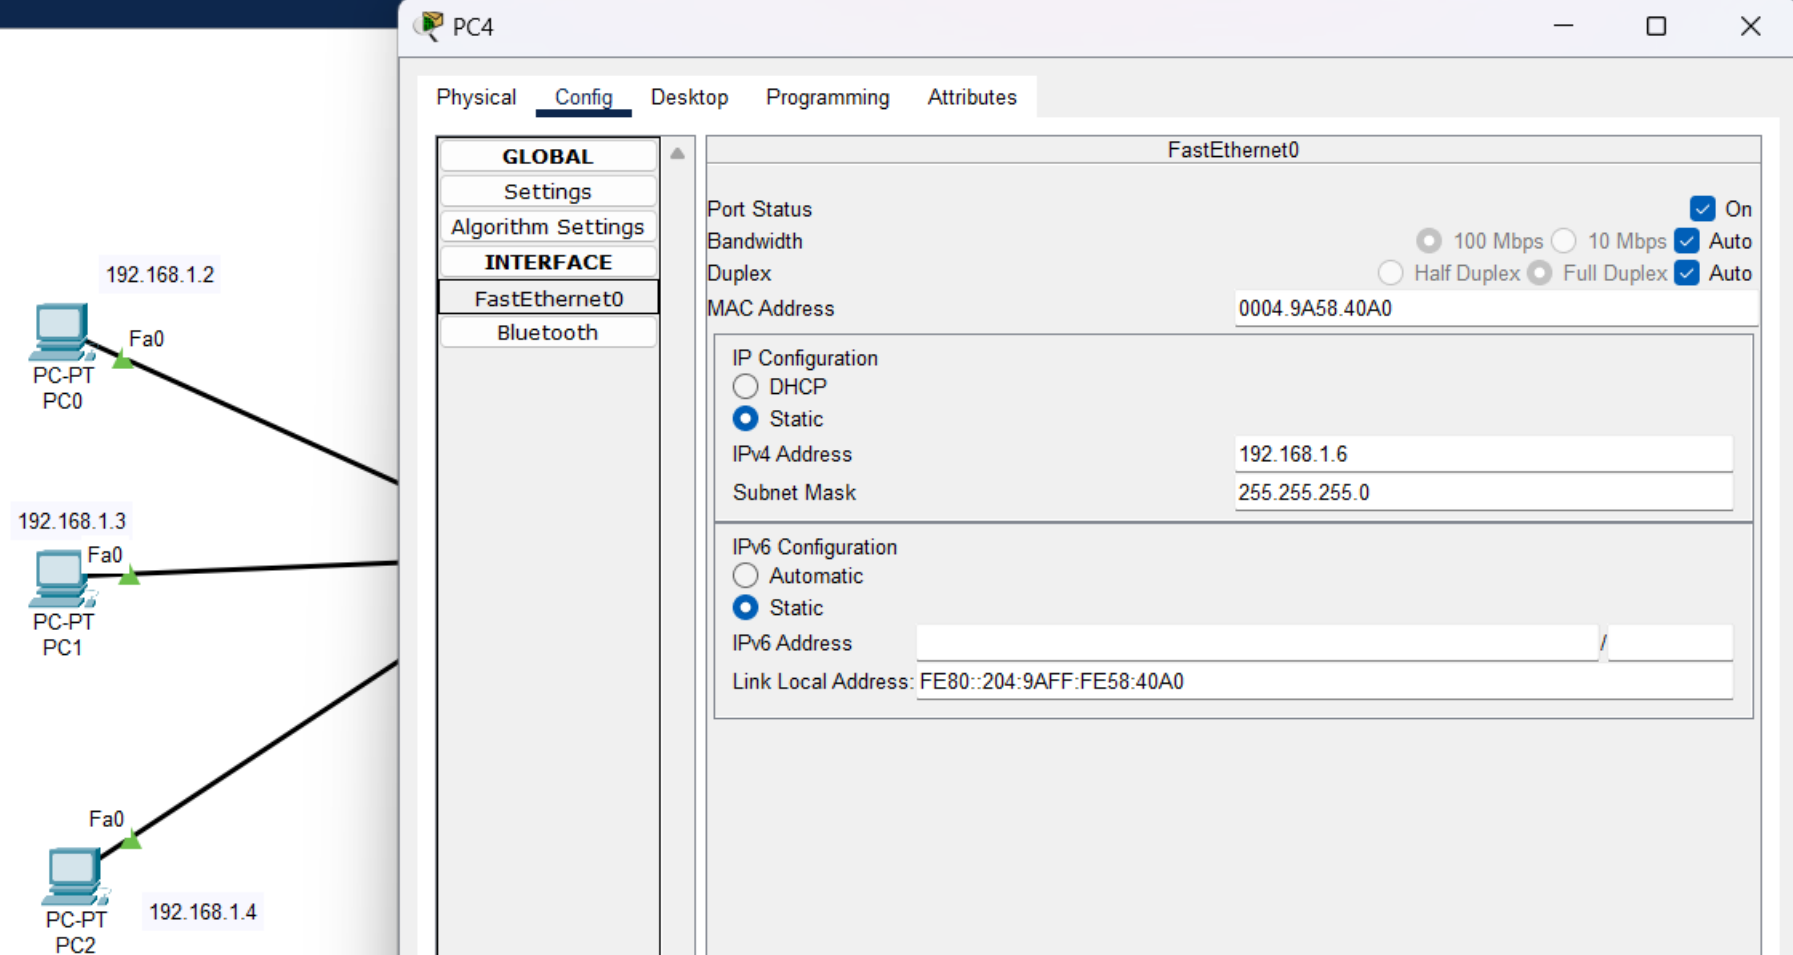 PC4
Physical Config Desktop Programming Attributes
GLOBAL
Settings
Algorithm Settings
INTERFACE
FastEthernet0
Bluetooth
FastEthernet0
Port Status On
Bandwidth 100 Mbps 10 Mbps Auto
Duplex Half Duplex Full Duplex Auto
MAC Address 0004.9A58.40A0
IP Configuration
DHCP
Static
IPv4 Address 192.168.1.6
Subnet Mask 255.255.255.0
IPv6 Configuration
Automatic
Static
IPv6 Address /
Link Local Address: FE80::204:9AFF:FE58:40A0
192.168.1.2
Fa0
PC-PT
PC0
192.168.1.3
Fa0
PC-PT
PC1
Fa0
PC-PT
PC2
192.168.1.4